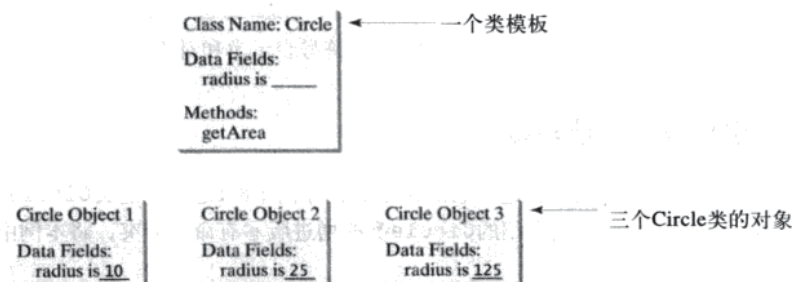 Class Name: Circle
一个类模板
Data Fields:
radius is ____
Methods:
getArea
Circle Object 1
Data Fields:
radius is 10
Circle Object 2
Data Fields:
radius is 25
Circle Object 3
Data Fields:
radius is 125
三个Circle类的对象